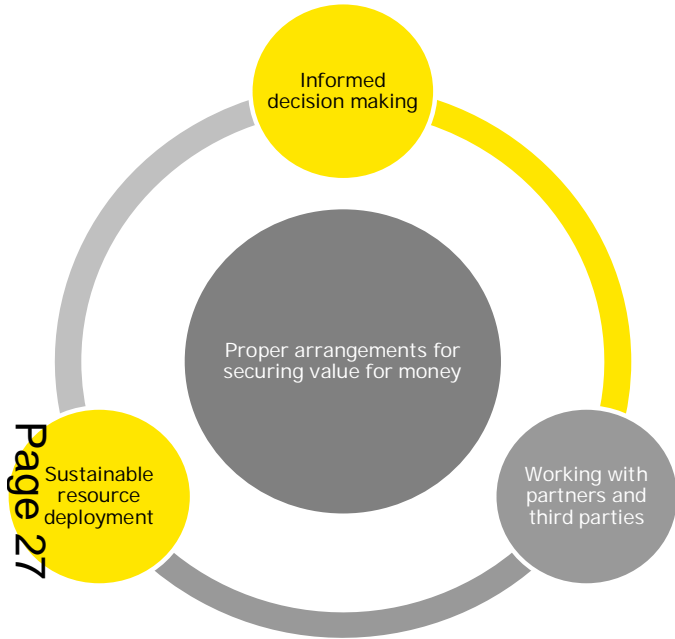 Informed
decision making
Proper arrangements for
securing value for money
Sustainable
resource
deployment
Working with
partners and
third parties
Page 27